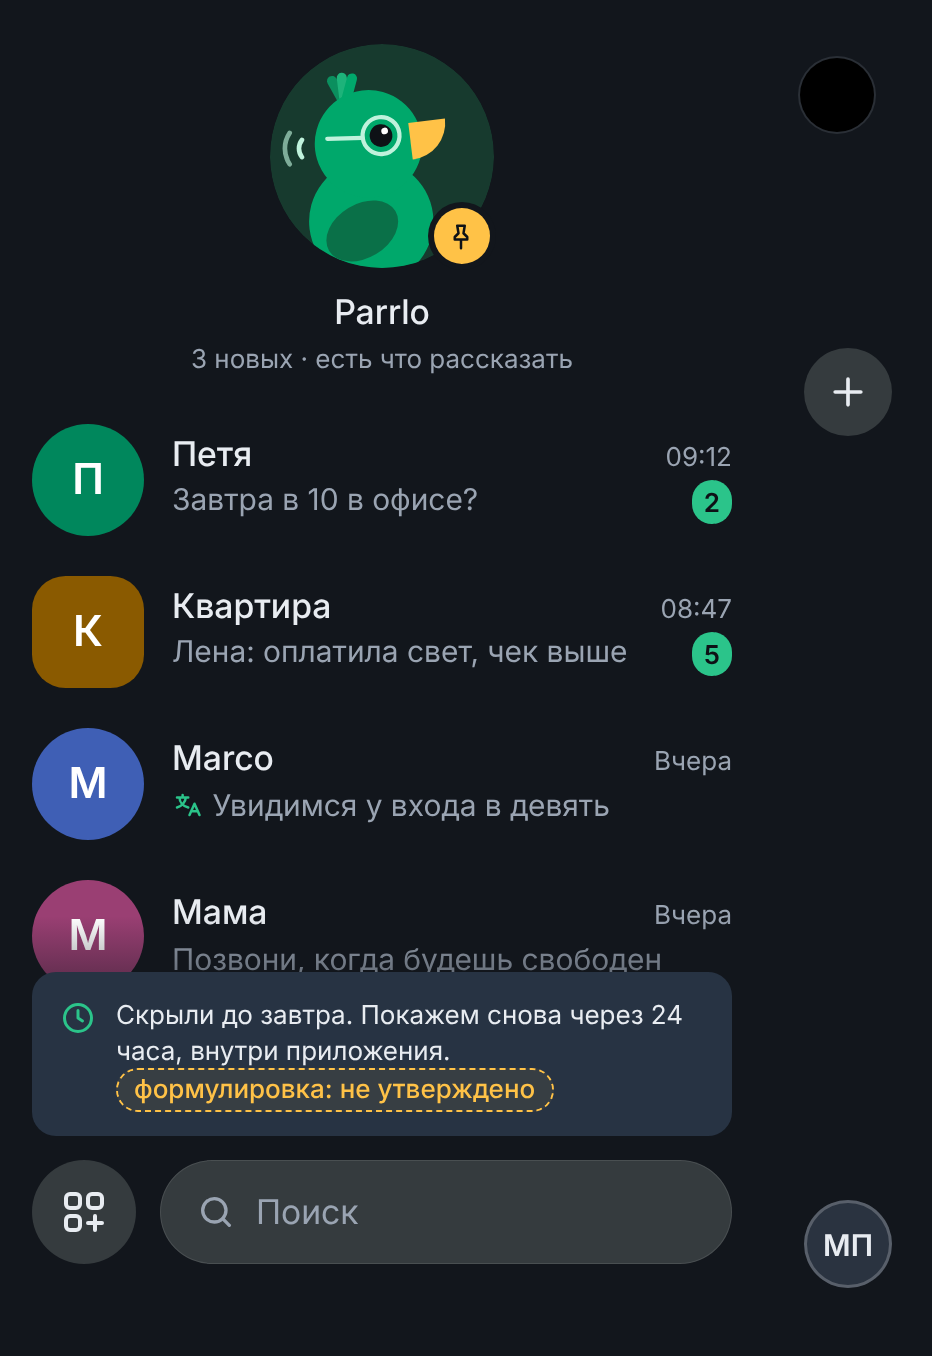 Parrlo
3 новых · есть что рассказать
П
Петя
09:12
Завтра в 10 в офисе?
2
К
Квартира
08:47
Лена: оплатила свет, чек выше
5
M
Marco
Вчера
Увидимся у входа в девять
М
Мама
Вчера
Позвони, когда будешь свободен
Скрыли до завтра. Покажем снова через 24
часа, внутри приложения.
формулировка: не утверждено
Поиск
МП